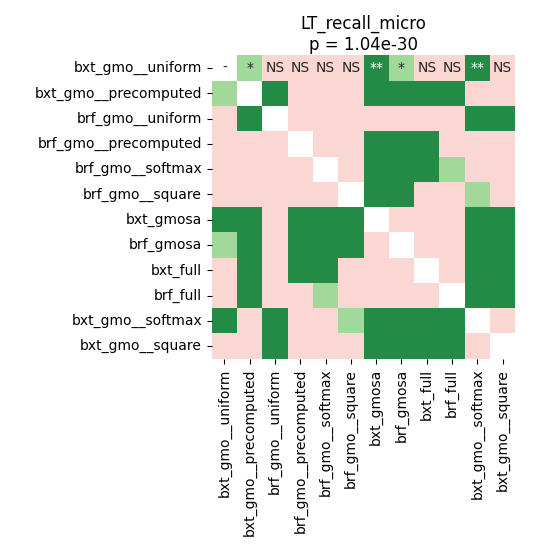 LT_recall_micro
p = 1.04e-30
bxt_gmo__uniform
- * NS NS NS NS ** * NS NS ** NS
bxt_gmo__precomputed
brf_gmo__uniform
brf_gmo__precomputed
brf_gmo__softmax
brf_gmo__square
bxt_gmosa
brf_gmosa
bxt_full
brf_full
bxt_gmo__softmax
bxt_gmo__square
bxt_gmo__uniform
bxt_gmo__precomputed
brf_gmo__uniform
brf_gmo__precomputed
brf_gmo__softmax
brf_gmo__square
bxt_gmosa
brf_gmosa
bxt_full
brf_full
bxt_gmo__softmax
bxt_gmo__square